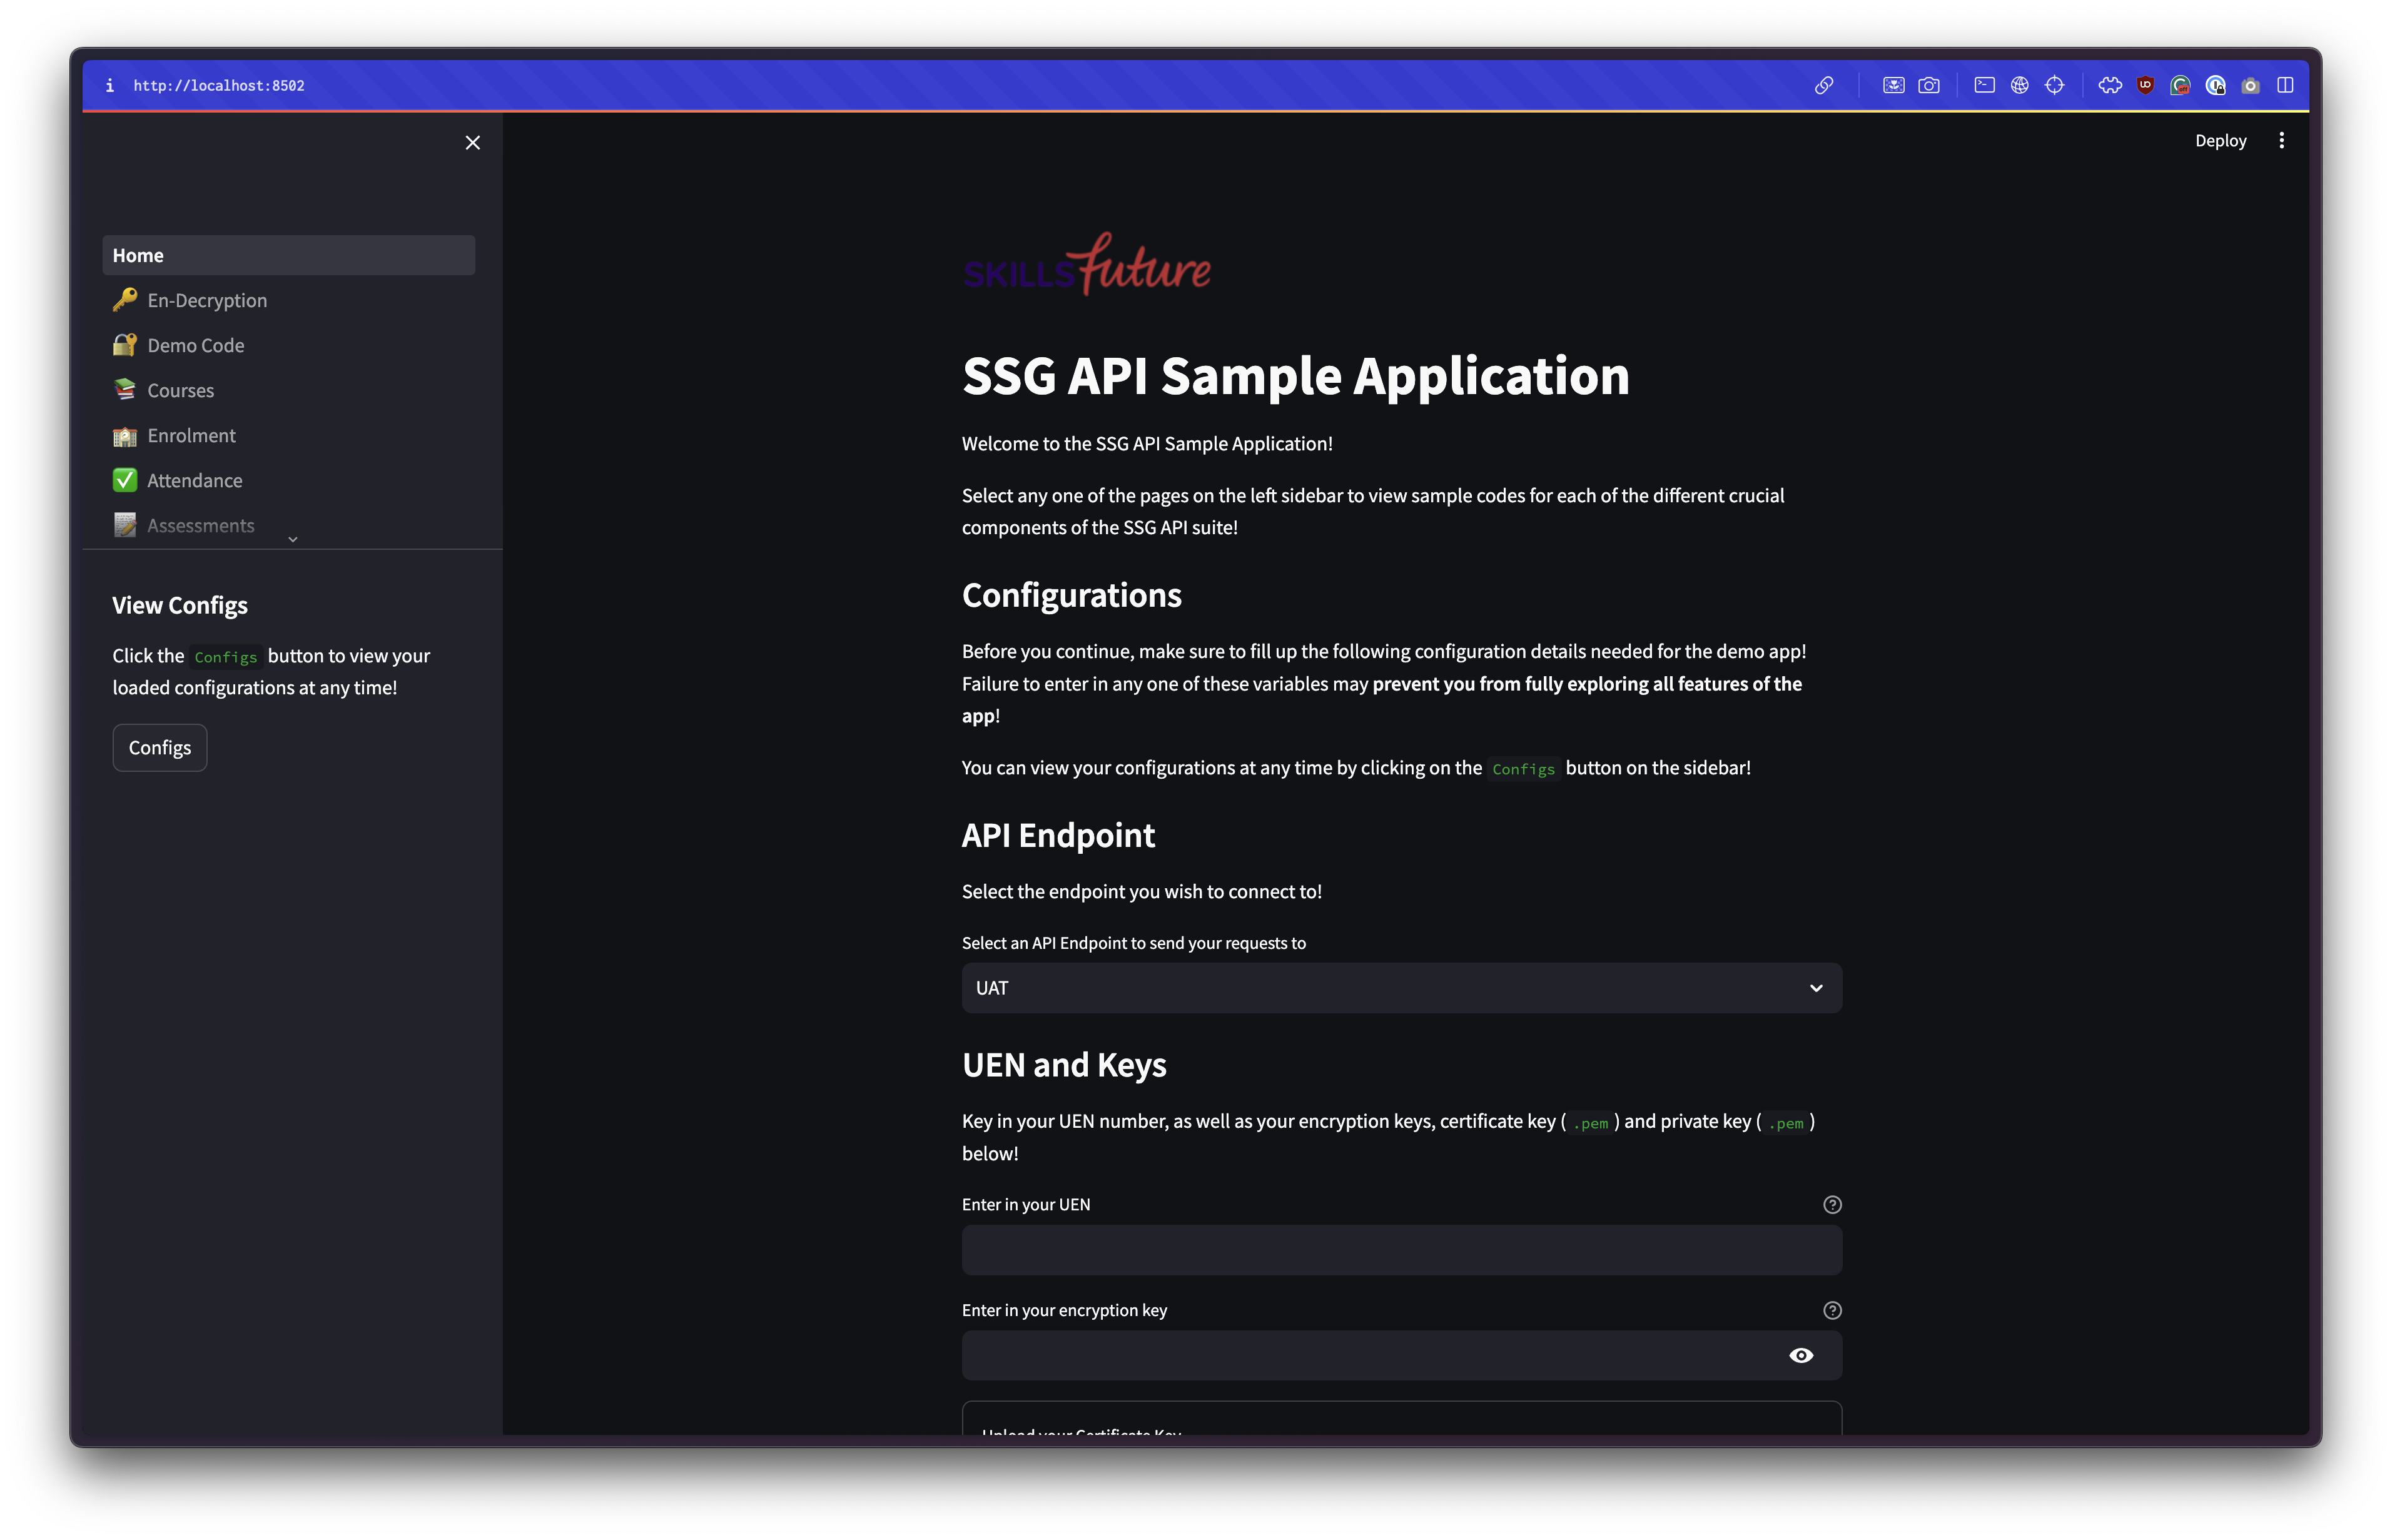 http://localhost:8502
Deploy
Home
En-Decryption
Demo Code
Courses
Enrolment
Attendance
Assessments
View Configs
Click the Configs button to view your
loaded configurations at any time!
Configs
SKILLSfuture
SSG API Sample Application
Welcome to the SSG API Sample Application!
Select any one of the pages on the left sidebar to view sample codes for each of the different crucial
components of the SSG API suite!
Configurations
Before you continue, make sure to fill up the following configuration details needed for the demo app!
Failure to enter in any one of these variables may prevent you from fully exploring all features of the
app!
You can view your configurations at any time by clicking on the Configs button on the sidebar!
API Endpoint
Select the endpoint you wish to connect to!
Select an API Endpoint to send your requests to
UAT
UEN and Keys
Key in your UEN number, as well as your encryption keys, certificate key ( .pem ) and private key ( .pem )
below!
Enter in your UEN
Enter in your encryption key
Upload your Certificate Key